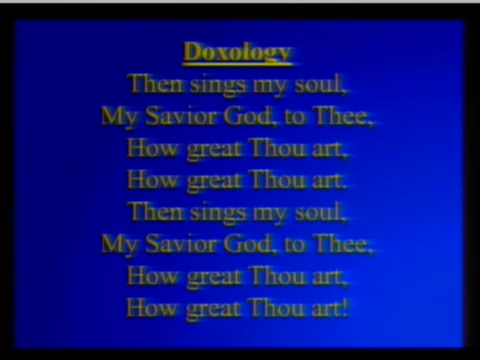 Doxology
Then sings my soul,
My Savior God, to Thee,
How great Thou art,
How great Thou art.
Then sings my soul,
My Savior God, to Thee,
How great Thou art,
How great Thou art!